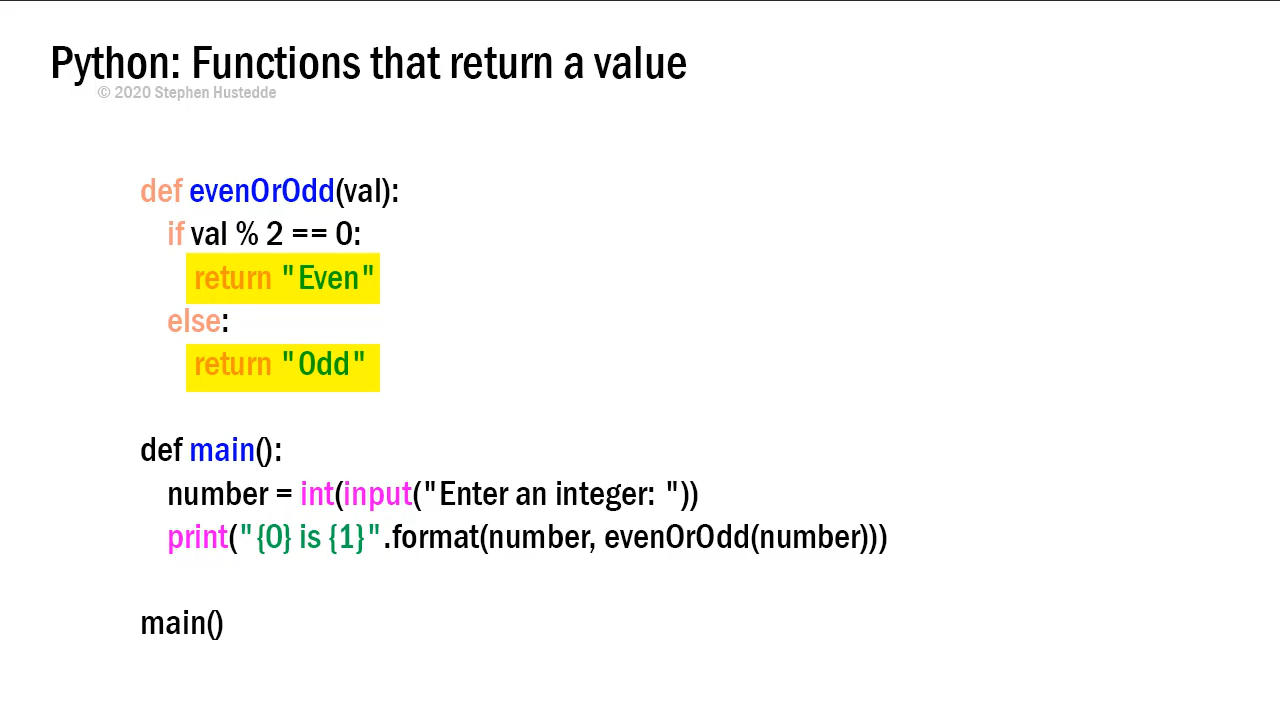 Python: Functions that return a value
© 2020 Stephen Hustedde
def evenOrOdd(val):
if val % 2 == 0:
return "Even"
else:
return "Odd"
def main():
number = int(input("Enter an integer: "))
print("{0} is {1}".format(number, evenOrOdd(number)))
main()